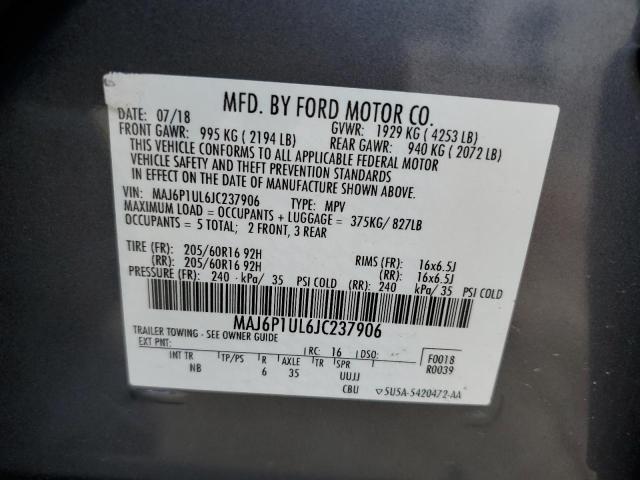 MFD. BY FORD MOTOR CO.
DATE: 07/18 GVWR: 1929 KG ( 4253 LB)
FRONT GAWR: 995 KG ( 2194 LB) REAR GAWR: 940 KG ( 2072 LB)
THIS VEHICLE CONFORMS TO ALL APPLICABLE FEDERAL MOTOR
VEHICLE SAFETY AND THEFT PREVENTION STANDARDS
IN EFFECT ON THE DATE OF MANUFACTURE SHOWN ABOVE.
VIN: MAJ6P1UL6JC237906 TYPE: MPV
MAXIMUM LOAD = OCCUPANTS + LUGGAGE = 375KG/ 827LB
OCCUPANTS = 5 TOTAL; 2 FRONT, 3 REAR
TIRE (FR): 205/60R16 92H RIMS (FR): 16x6.5J
(RR): 205/60R16 92H (RR): 16x6.5J
PRESSURE (FR): 240 - kPa/ 35 PSI COLD (RR): 240 - kPa/ 35 PSI COLD
MAJ6P1UL6JC237906
TRAILER TOWING - SEE OWNER GUIDE
EXT PNT: RC: 16 DSO: F0018
INT TR TP/PS R AXLE TR SPR R0039
NB 6 35 UUJJ
CBU 5U5A-5420472-AA